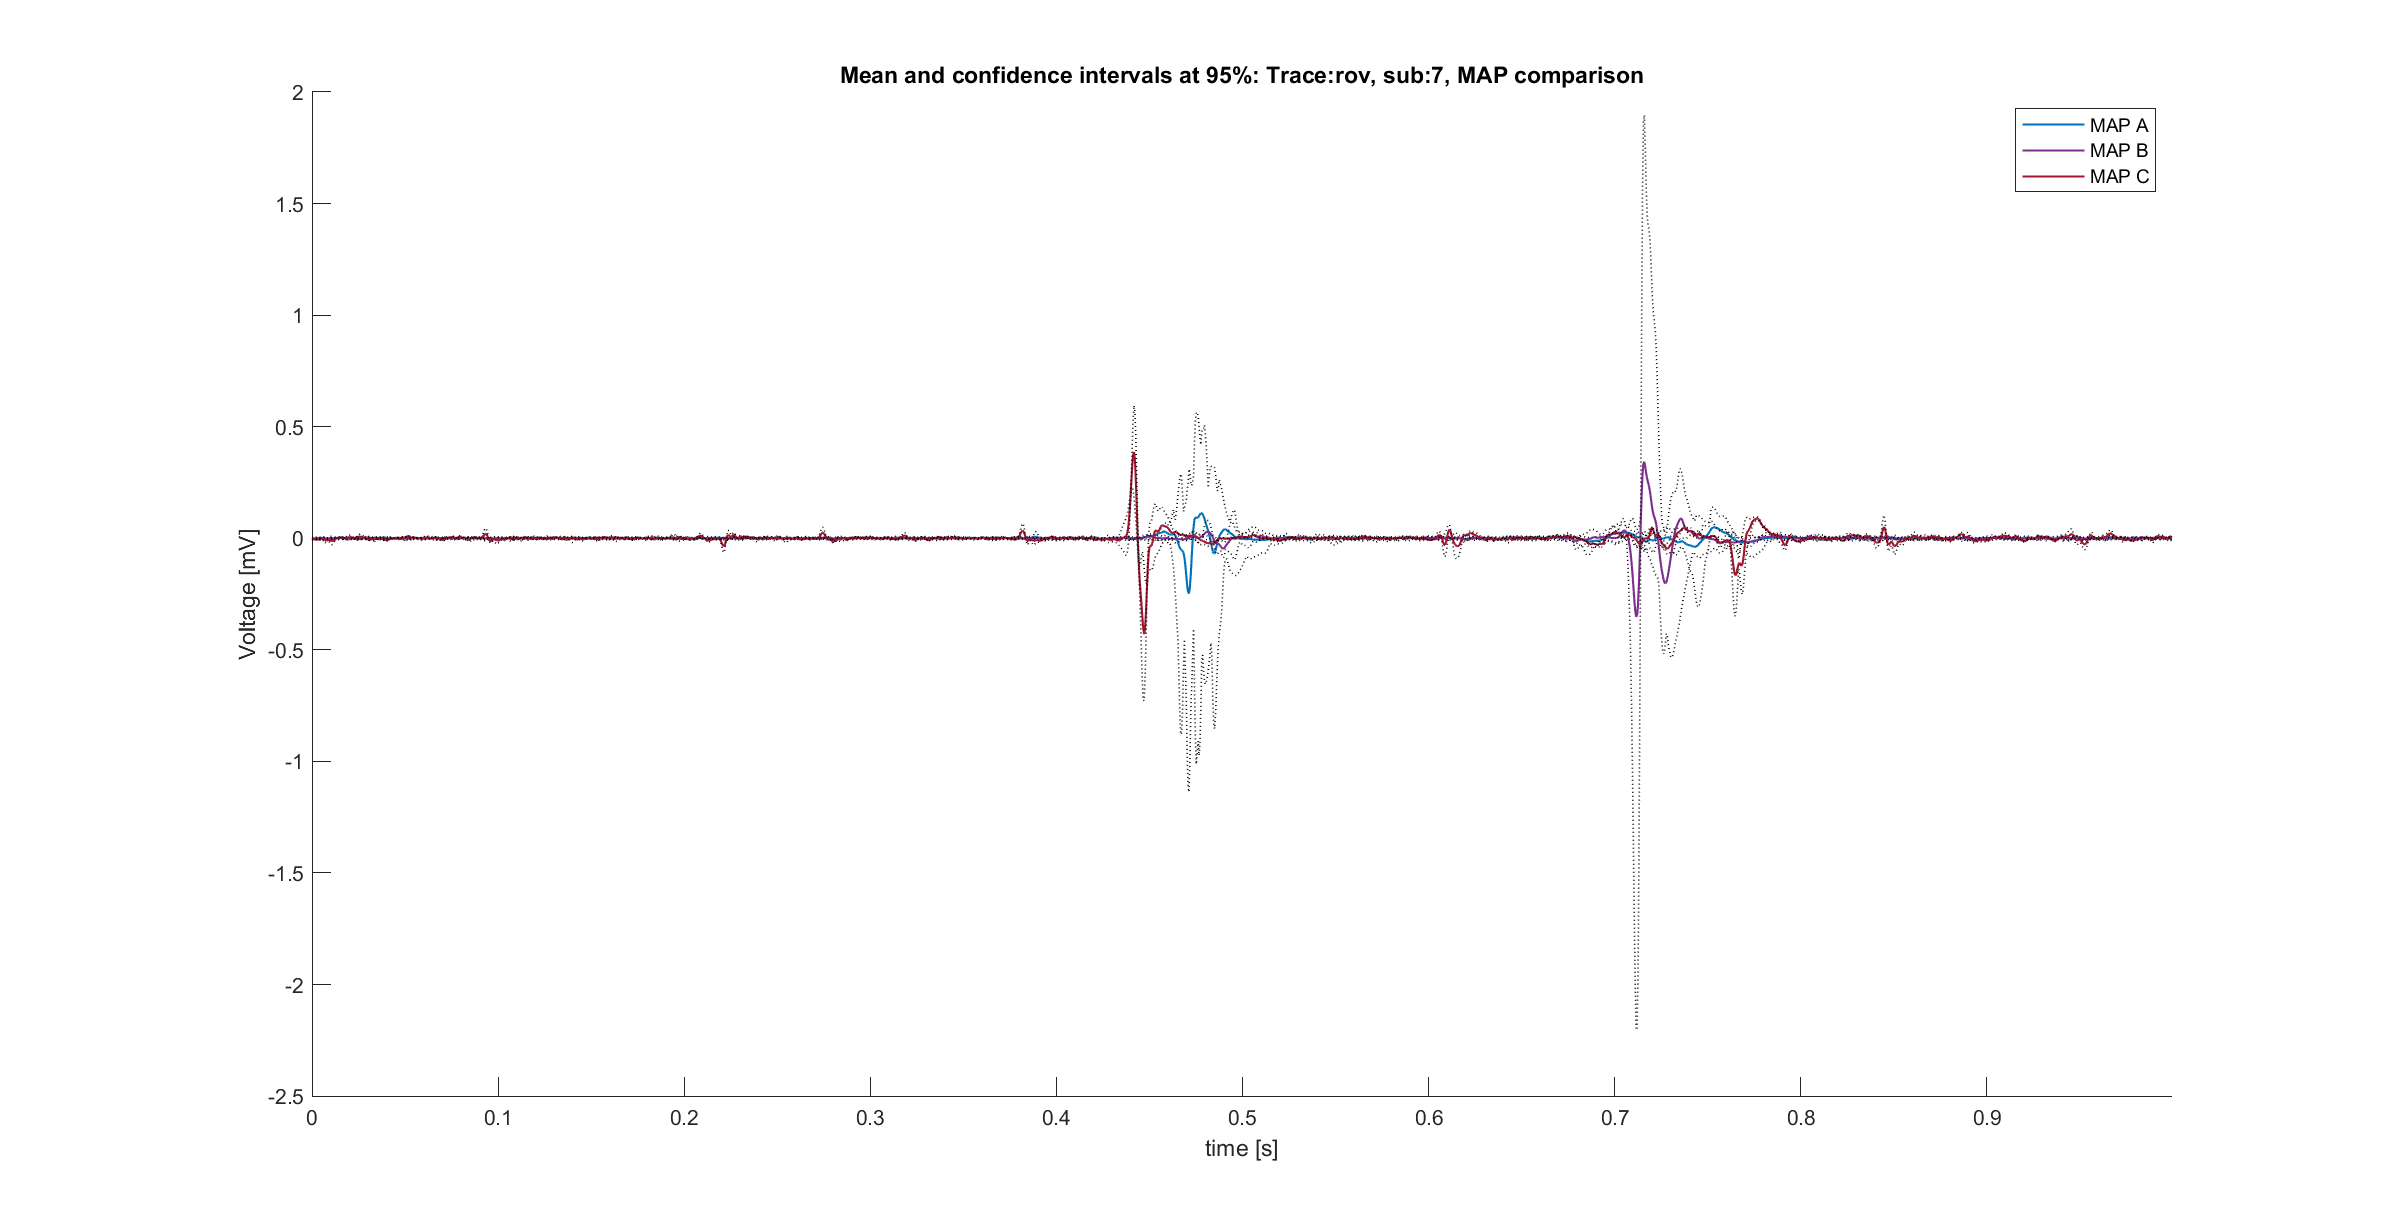 Mean and confidence intervals at 95%: Trace:rov, sub:7, MAP comparison
MAP A
MAP B
MAP C
2
1.5
1
0.5
0
-0.5
-1
-1.5
-2
-2.5
Voltage [mV]
0 0.1 0.2 0.3 0.4 0.5 0.6 0.7 0.8 0.9
time [s]